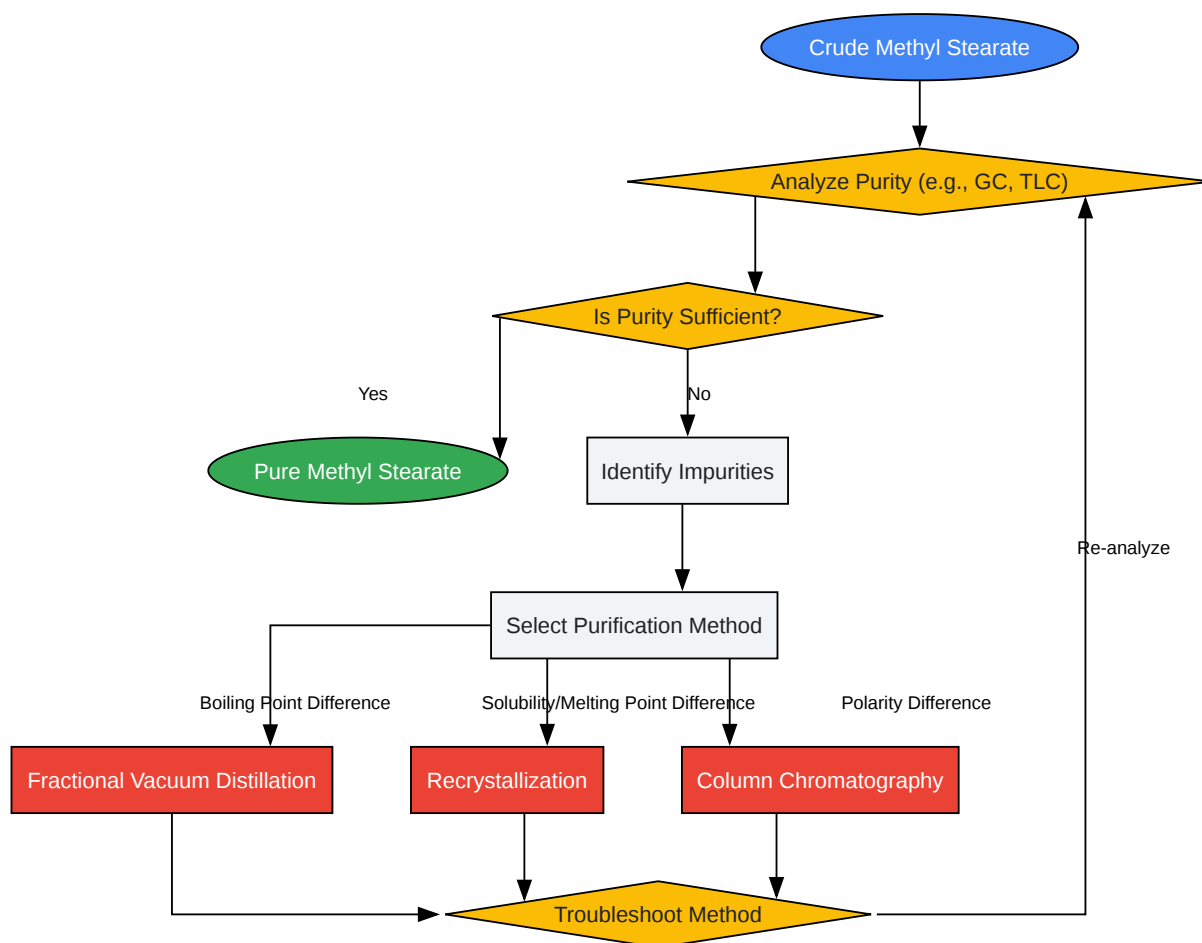 Crude Methyl Stearate
Analyze Purity (e.g., GC, TLC)
Is Purity Sufficient?
Yes
No
Pure Methyl Stearate
Identify Impurities
Re-analyze
Select Purification Method
Boiling Point Difference
Solubility/Melting Point Difference
Polarity Difference
Fractional Vacuum Distillation
Recrystallization
Column Chromatography
Troubleshoot Method